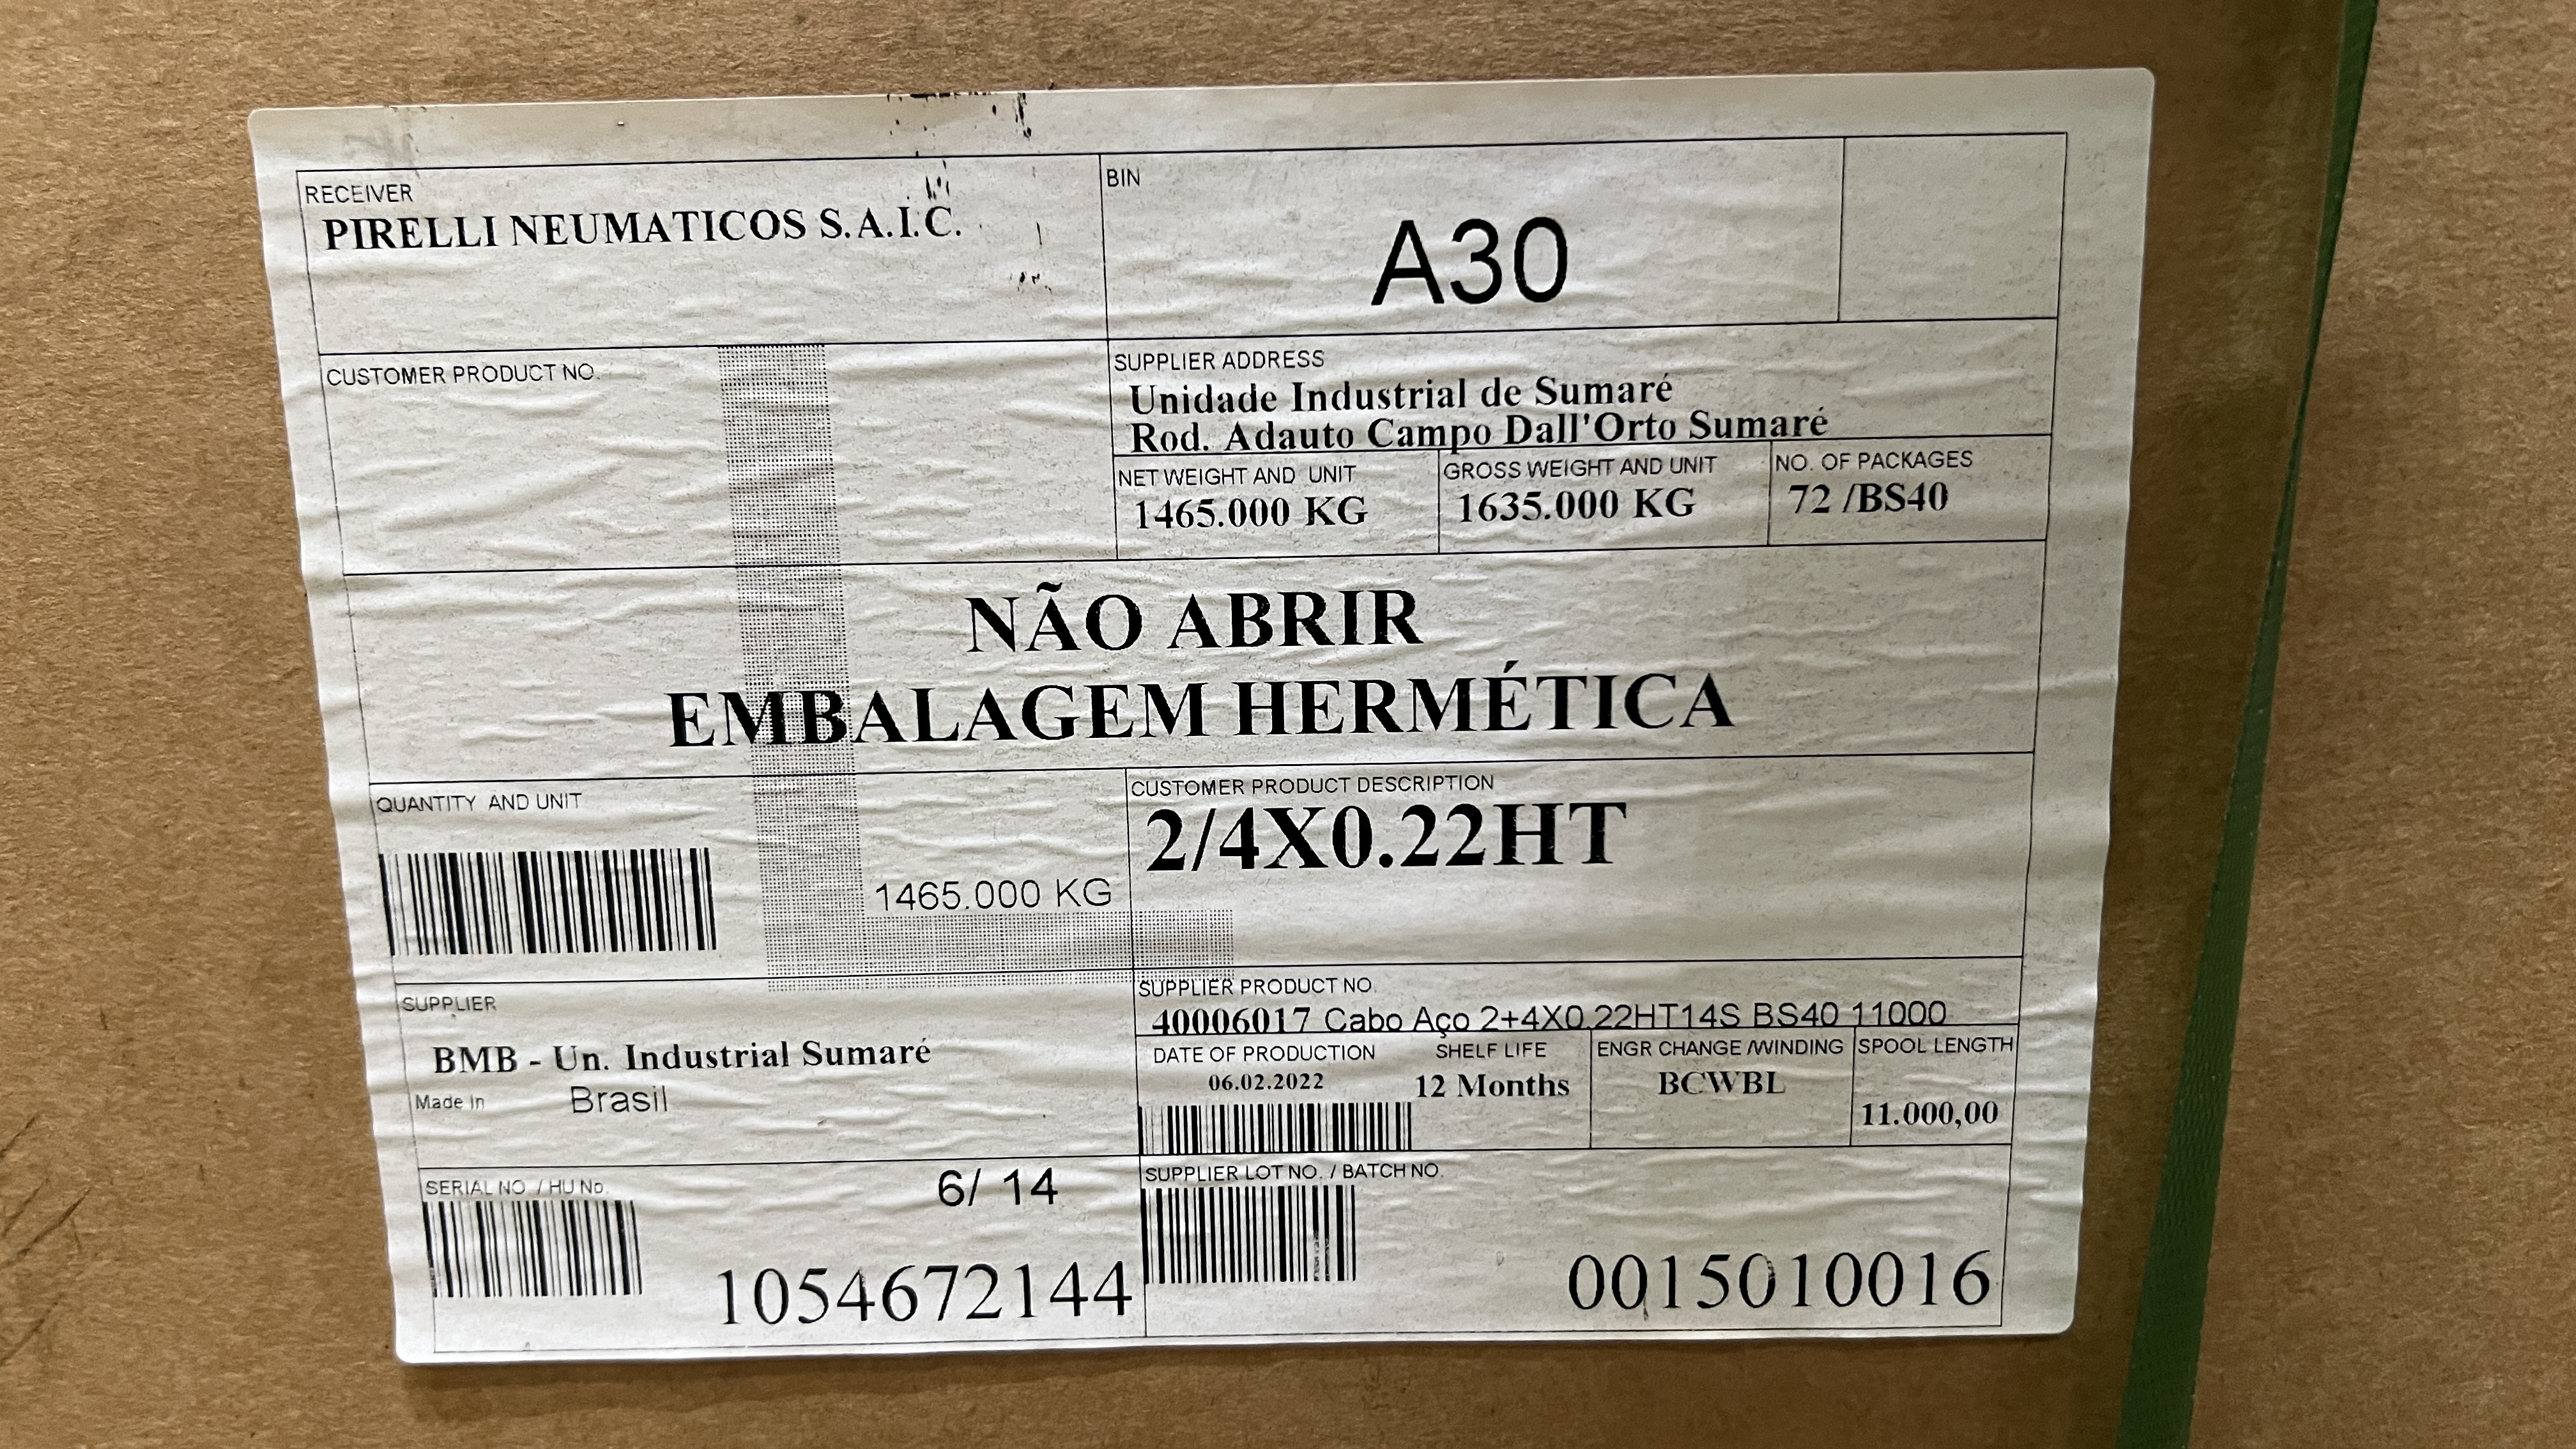 RECEIVER
PIRELLI NEUMATICOS S.A.I.C.
BIN
A30
CUSTOMER PRODUCT NO.
SUPPLIER ADDRESS
Unidade Industrial de Sumaré
Rod. Adauto Campo Dall'Orto Sumaré
NET WEIGHT AND UNIT
1465.000 KG
GROSS WEIGHT AND UNIT
1635.000 KG
NO. OF PACKAGES
72 /BS40
NÃO ABRIR
EMBALAGEM HERMÉTICA
QUANTITY AND UNIT
1465.000 KG
CUSTOMER PRODUCT DESCRIPTION
2/4X0.22HT
SUPPLIER
BMB - Un. Industrial Sumaré
Made in Brasil
SUPPLIER PRODUCT NO.
40006017 Cabo Aço 2+4X0.22HT14S BS40 11000
DATE OF PRODUCTION
06.02.2022
SHELF LIFE
12 Months
ENGR CHANGE /WINDING
BCWBL
SPOOL LENGTH
11.000,00
SERIAL NO. / HU No.
6/ 14
1054672144
SUPPLIER LOT NO. / BATCH NO.
0015010016